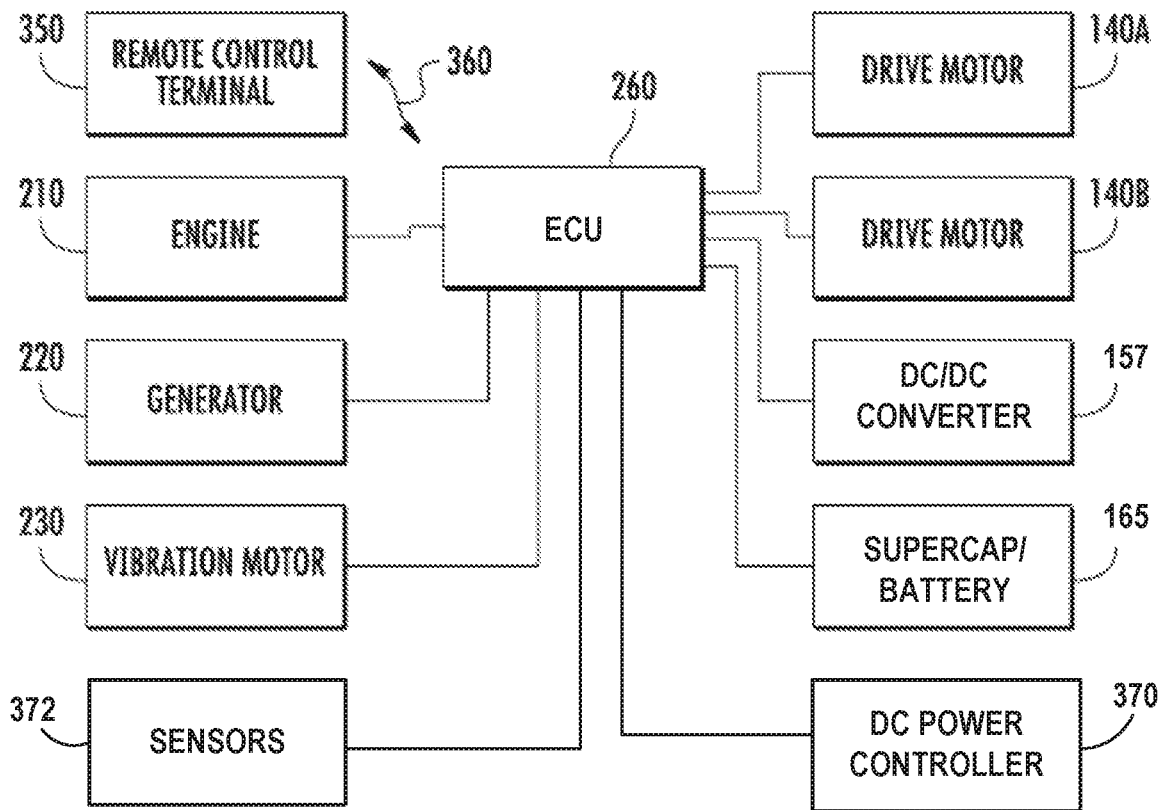 350
REMOTE CONTROL
TERMINAL
360
260
DRIVE MOTOR
140A
210
ENGINE
ECU
DRIVE MOTOR
140B
220
GENERATOR
DC/DC
CONVERTER
157
230
VIBRATION MOTOR
SUPERCAP/
BATTERY
165
372
SENSORS
DC POWER
CONTROLLER
370